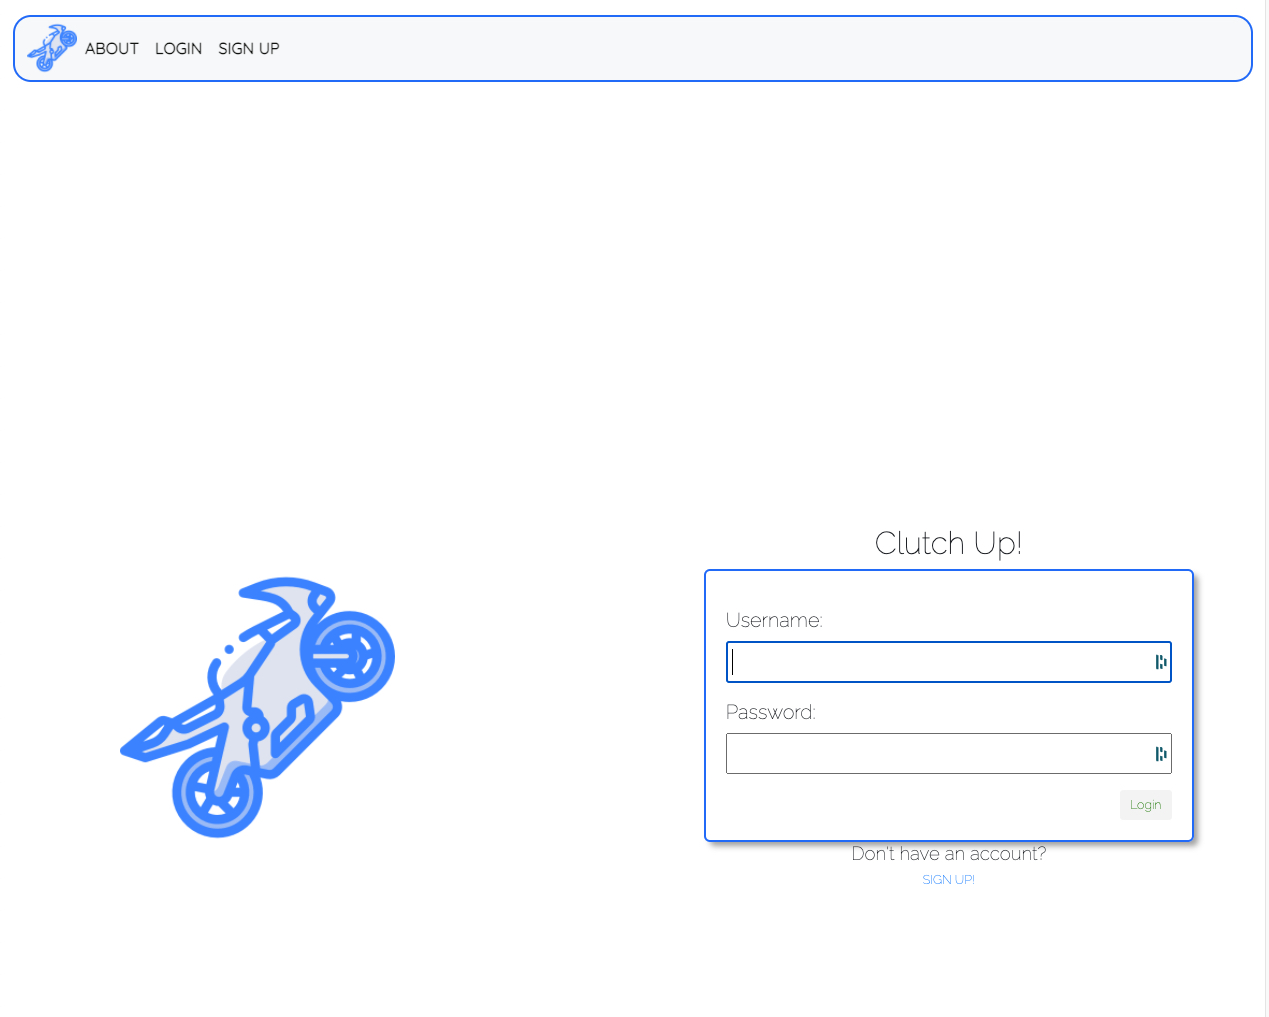 ABOUT LOGIN SIGN UP
Clutch Up!
Username:
Password:
Login
Don't have an account?
SIGN UP!